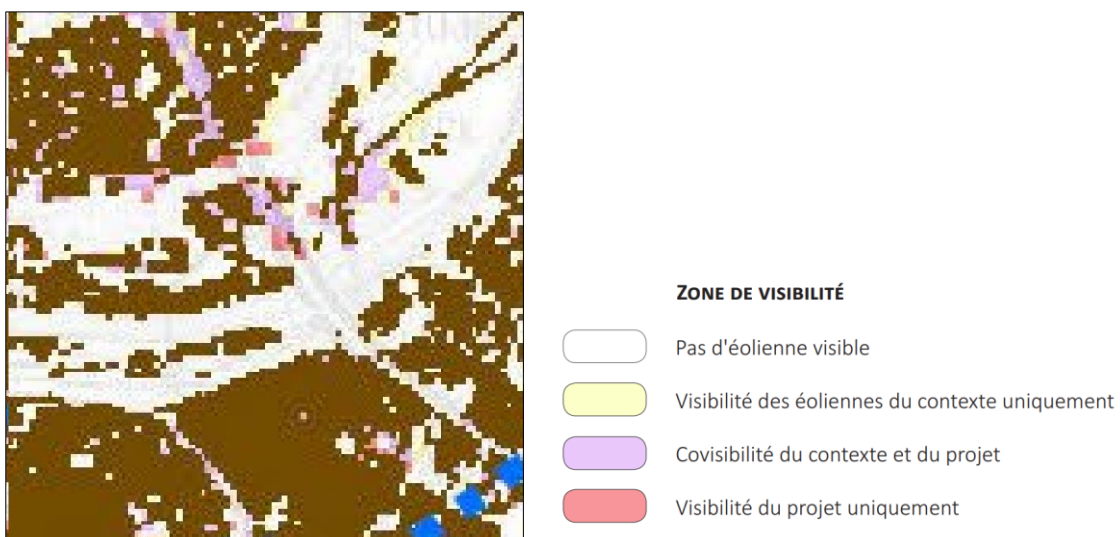 ZONE DE VISIBILITÉ
Pas d'éolienne visible
Visibilité des éoliennes du contexte uniquement
Covisibilité du contexte et du projet
Visibilité du projet uniquement